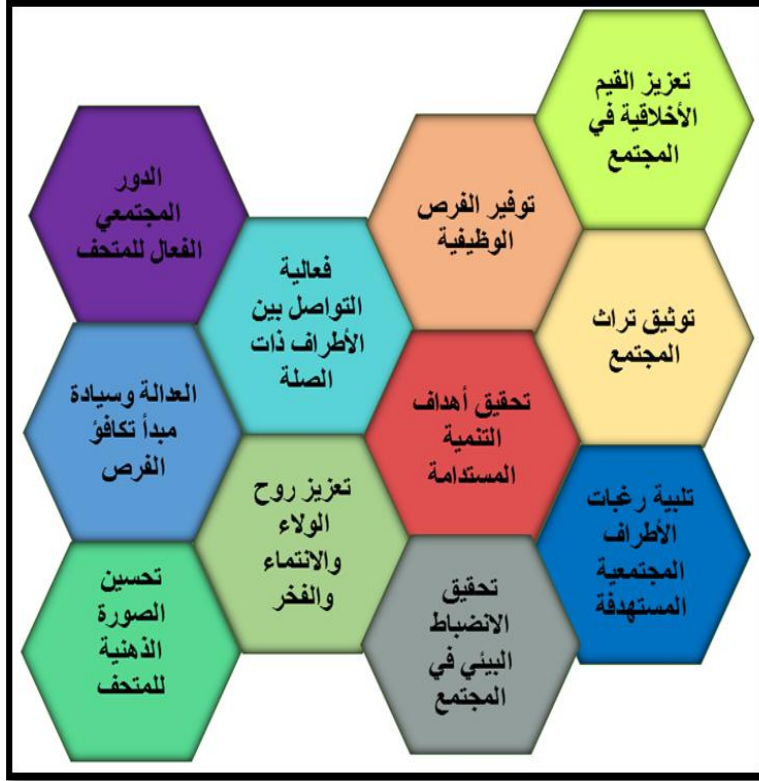 تعزيز القيم
الأخلاقية في
المجتمع
توثيق تراث
المجتمع
تلبية رغبات
الأطراف
المجتمعية
المستهدفة
توفير الفرص
الوظيفية
تحقيق أهداف
التنمية
المستدامة
تحقيق
الانضباط
البيئي في
المجتمع
فعالية
التواصل بين
الأطراف ذات
الصلة
تعزيز روح
الولاء
والانتماء
والفخر
الدور
المجتمعي
الفعال للمتحف
العدالة وسيادة
مبدأ تكافؤ
الفرص
تحسين
الصورة
الذهنية
للمتحف